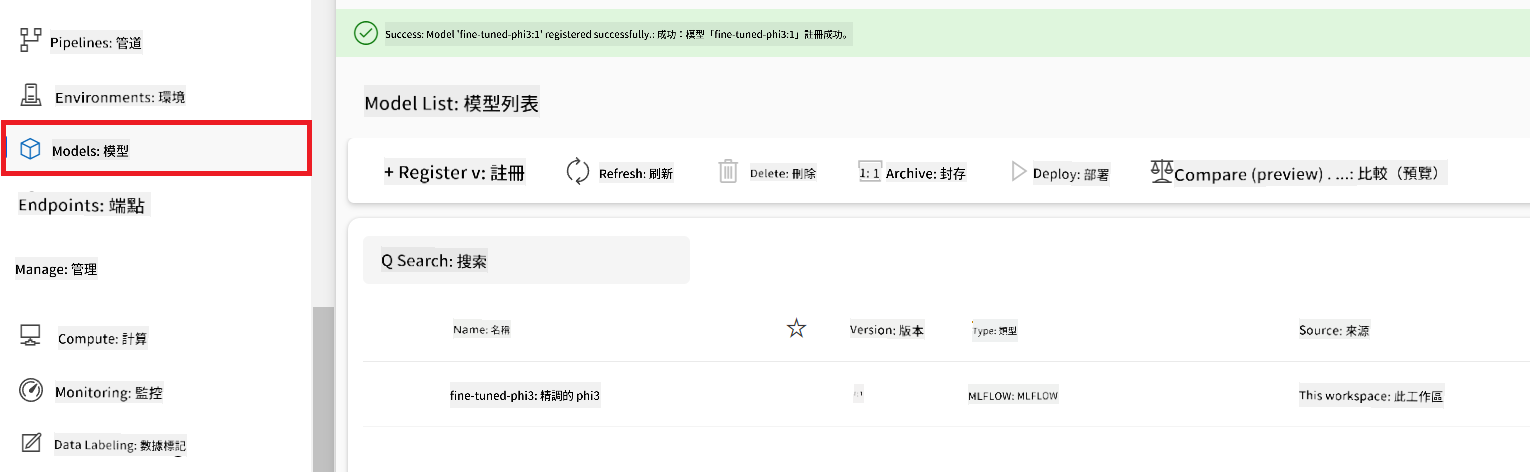 Pipelines: 管道
Environments: 環境
Models: 模型
Endpoints: 端點
Manage: 管理
Compute: 計算
Monitoring: 監控
Data Labeling: 數據標記
Success: Model 'fine-tuned-phi3:1' registered successfully.: 成功：模型「fine-tuned-phi3:1」註冊成功。
Model List: 模型列表
+ Register v: 註冊 Refresh: 刷新 Delete: 刪除 1: 1 Archive: 封存 Deploy: 部署 Compare (preview) . ...: 比較（預覽）
Q Search: 搜索
Name: 名稱 Version: 版本 Type: 類型 Source: 來源
fine-tuned-phi3: 精調的 phi3 MLFLOW: MLFLOW This workspace: 此工作區